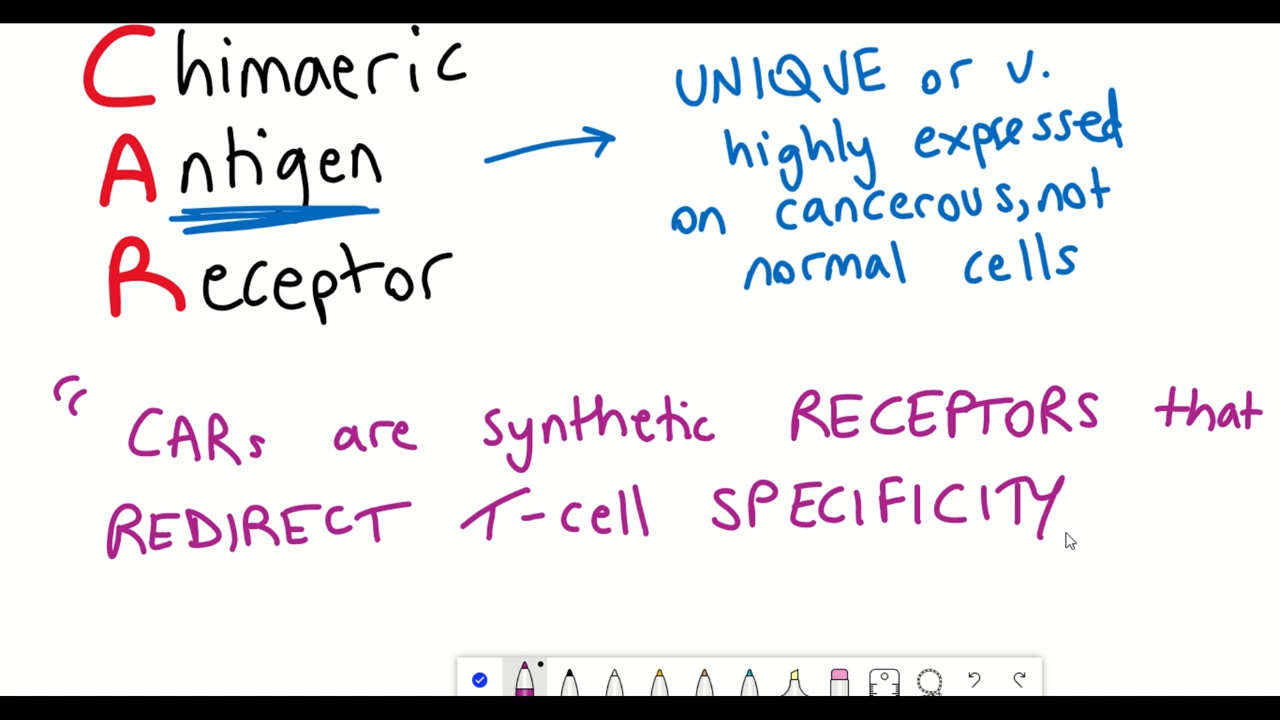 Chimaeric
Antigen
Receptor
UNIQUE or v.
highly expressed
on cancerous, not
normal cells
"CARs are synthetic RECEPTORS that
REDIRECT T-cell SPECIFICITY